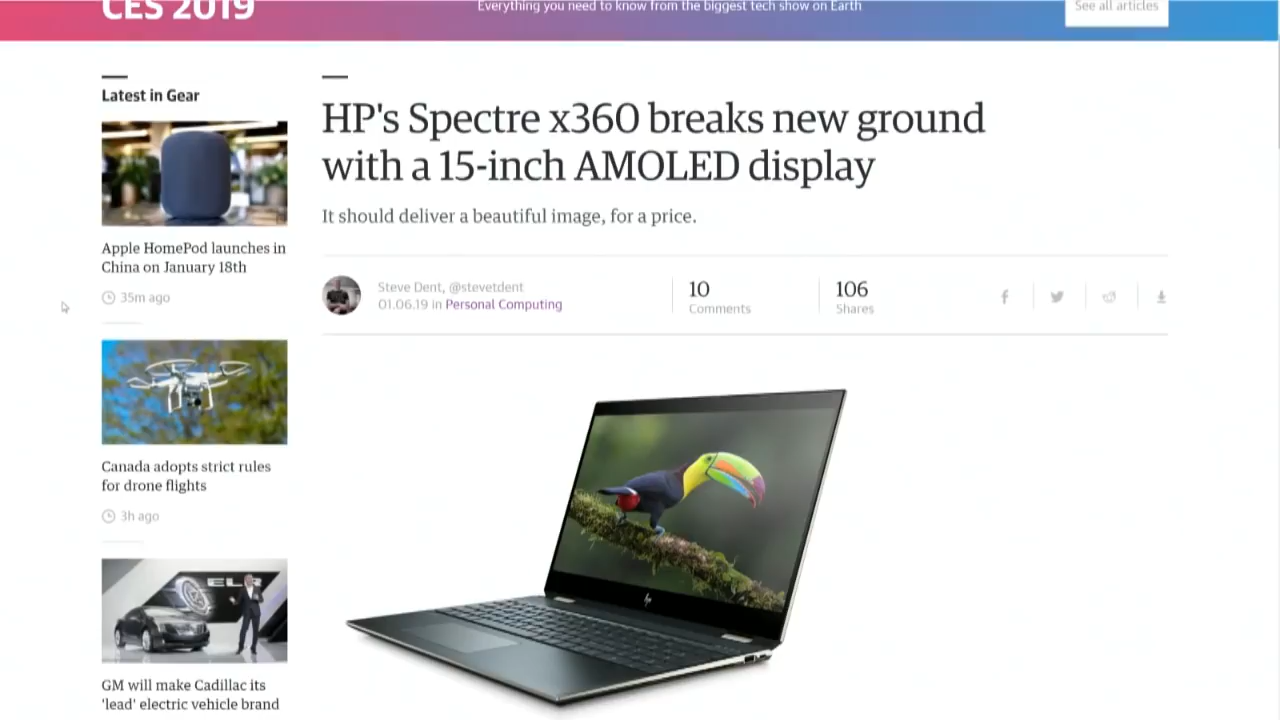 CES 2019
Everything you need to know from the biggest tech show on Earth
See all articles
Latest in Gear
Apple HomePod launches in
China on January 18th
35m ago
Canada adopts strict rules
for drone flights
3h ago
ELR
GM will make Cadillac its
'lead' electric vehicle brand
HP's Spectre x360 breaks new ground
with a 15-inch AMOLED display
It should deliver a beautiful image, for a price.
Steve Dent, @stevetdent
01.06.19 in Personal Computing
10
Comments
106
Shares
hp